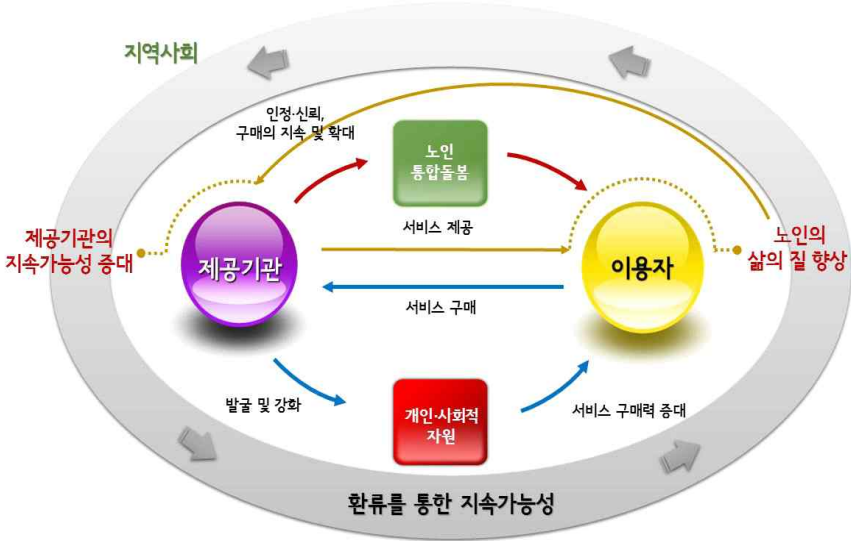 지역사회
인정·신뢰,
구매의 지속 및 확대
노인
통합돌봄
서비스 제공
제공기관의
지속가능성 증대
제공기관
이용자
노인의
삶의 질 향상
서비스 구매
발굴 및 강화
개인·사회적
자원
서비스 구매력 증대
환류를 통한 지속가능성